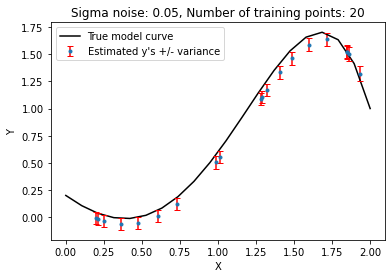 Sigma noise: 0.05, Number of training points: 20
True model curve
Estimated y's +/- variance
Y
1.75
1.50
1.25
1.00
0.75
0.50
0.25
0.00
0.00 0.25 0.50 0.75 1.00 1.25 1.50 1.75 2.00
X